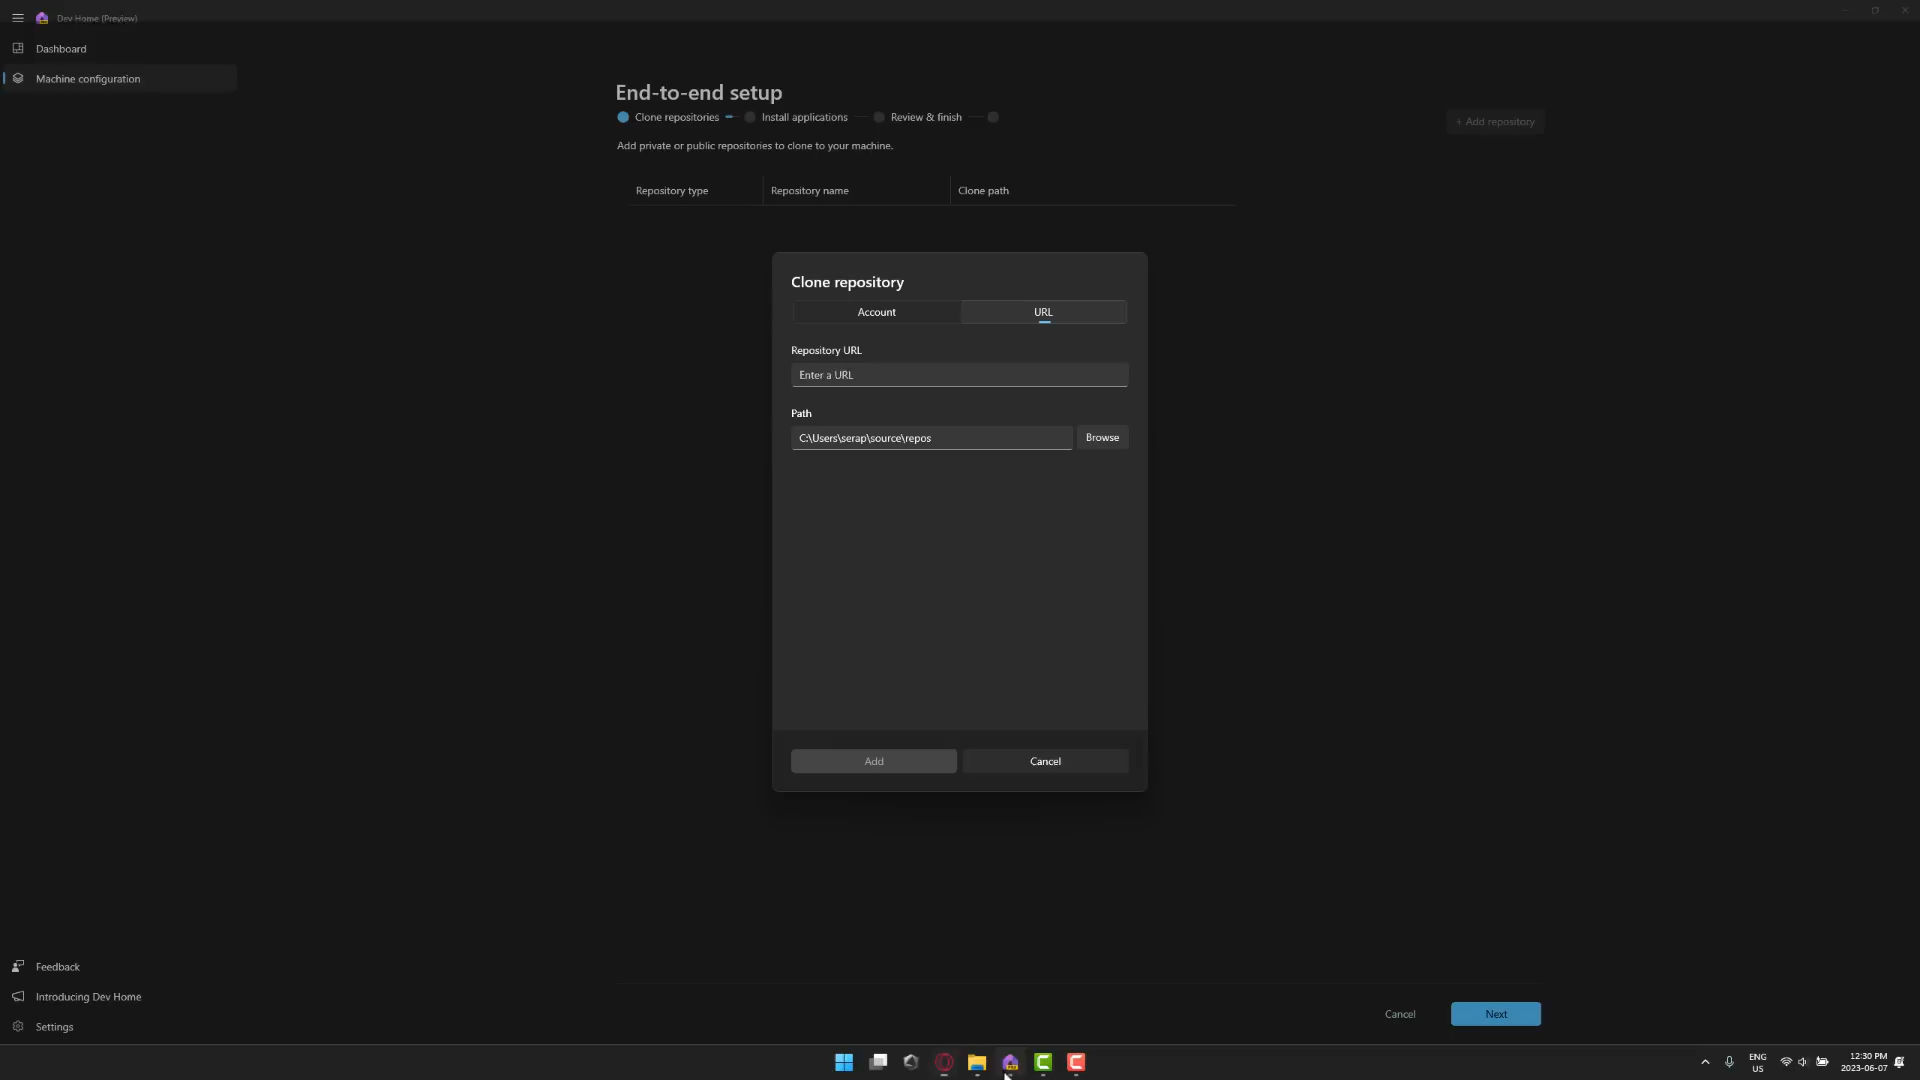 Dev Home (Preview)
Dashboard
Machine configuration
End-to-end setup
Clone repositories
Install applications
Review & finish
+ Add repository
Add private or public repositories to clone to your machine.
Repository type
Repository name
Clone path
Clone repository
Account
URL
Repository URL
Enter a URL
Path
C:\Users\serap\source\repos
Browse
Add
Cancel
Feedback
Introducing Dev Home
Settings
Cancel
Next
ENG
US
12:30 PM
2023-06-07